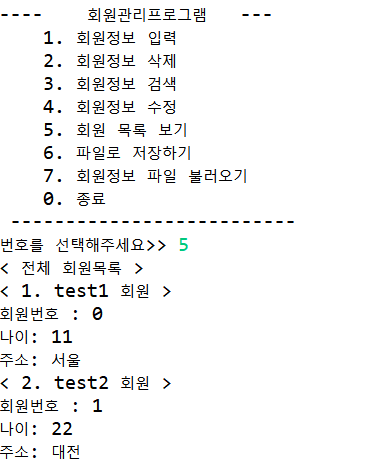 ----    회원관리프로그램   ---
    1. 회원정보 입력
    2. 회원정보 삭제
    3. 회원정보 검색
    4. 회원정보 수정
    5. 회원 목록 보기
    6. 파일로 저장하기
    7. 회원정보 파일 불러오기
    0. 종료
 --------------------------
번호를 선택해주세요>> 5
< 전체 회원목록 >
< 1. test1 회원 >
회원번호 : 0
나이: 11
주소: 서울
< 2. test2 회원 >
회원번호 : 1
나이: 22
주소: 대전